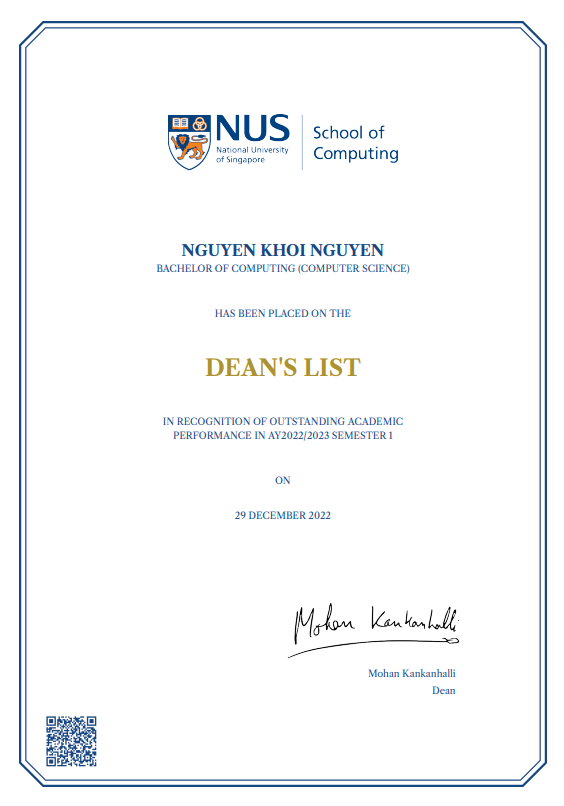 NUS
National University
of Singapore
School of
Computing
NGUYEN KHOI NGUYEN
BACHELOR OF COMPUTING (COMPUTER SCIENCE)
HAS BEEN PLACED ON THE
DEAN'S LIST
IN RECOGNITION OF OUTSTANDING ACADEMIC
PERFORMANCE IN AY2022/2023 SEMESTER 1
ON
29 DECEMBER 2022
Mohan Kankanhalli
Mohan Kankanhalli
Dean